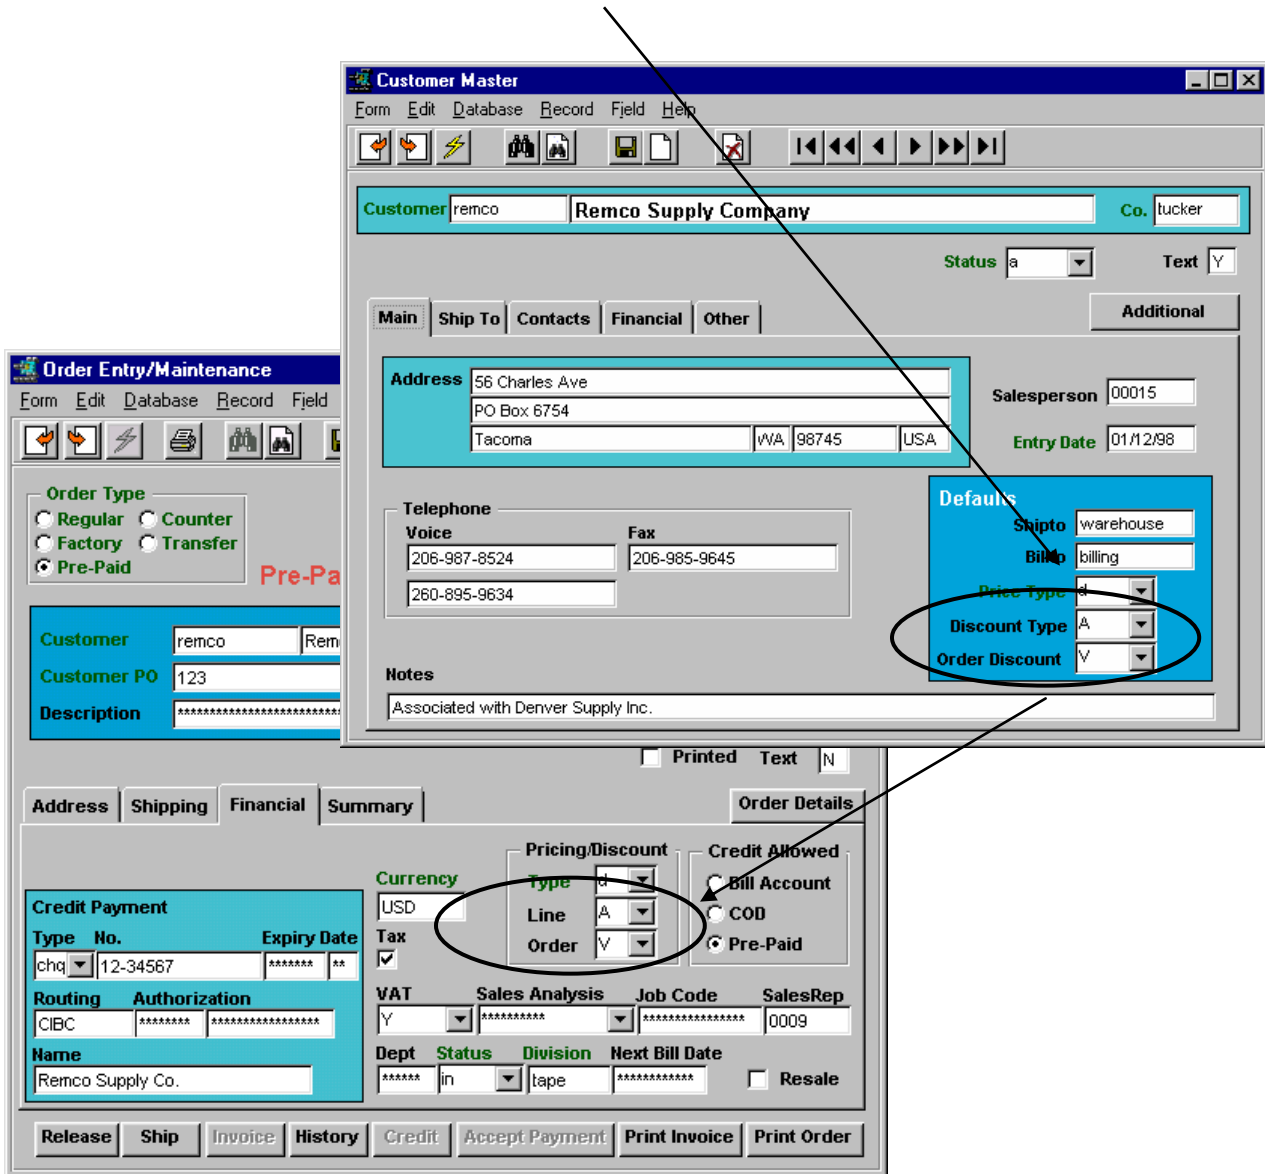 Customer Master
Form Edit Database Record Field Help
Customer remco Remco Supply Company Co. tucker
Status a Text Y
Main Ship To Contacts Financial Other Additional
Address 56 Charles Ave
PO Box 6754
Tacoma WA 98745 USA
Salesperson 00015
Entry Date 01/12/98
Telephone
Voice Fax
206-987-8524 206-985-9645
260-895-9634
Defaults
Shipto warehouse
Billto billing
Price Type d
Discount Type A
Order Discount V
Notes
Associated with Denver Supply Inc.
Order Entry/Maintenance
Form Edit Database Record Field
Order Type
Regular Counter
Factory Transfer
Pre-Paid
Pre-Pa
Customer remco Rem
Customer PO 123
Description **************************
Printed Text N
Address Shipping Financial Summary Order Details
Credit Payment
Type No. Expiry Date
chq 12-34567 ******* **
Routing Authorization
CIBC ******** *****************
Name
Remco Supply Co.
Currency
USD
Tax
Pricing/Discount
Type d
Line A
Order V
Credit Allowed
Bill Account
COD
Pre-Paid
VAT Sales Analysis Job Code SalesRep
Y ********** **************** 0009
Dept Status Division Next Bill Date
****** in tape ************ Resale
Release Ship Invoice History Credit Accept Payment Print Invoice Print Order